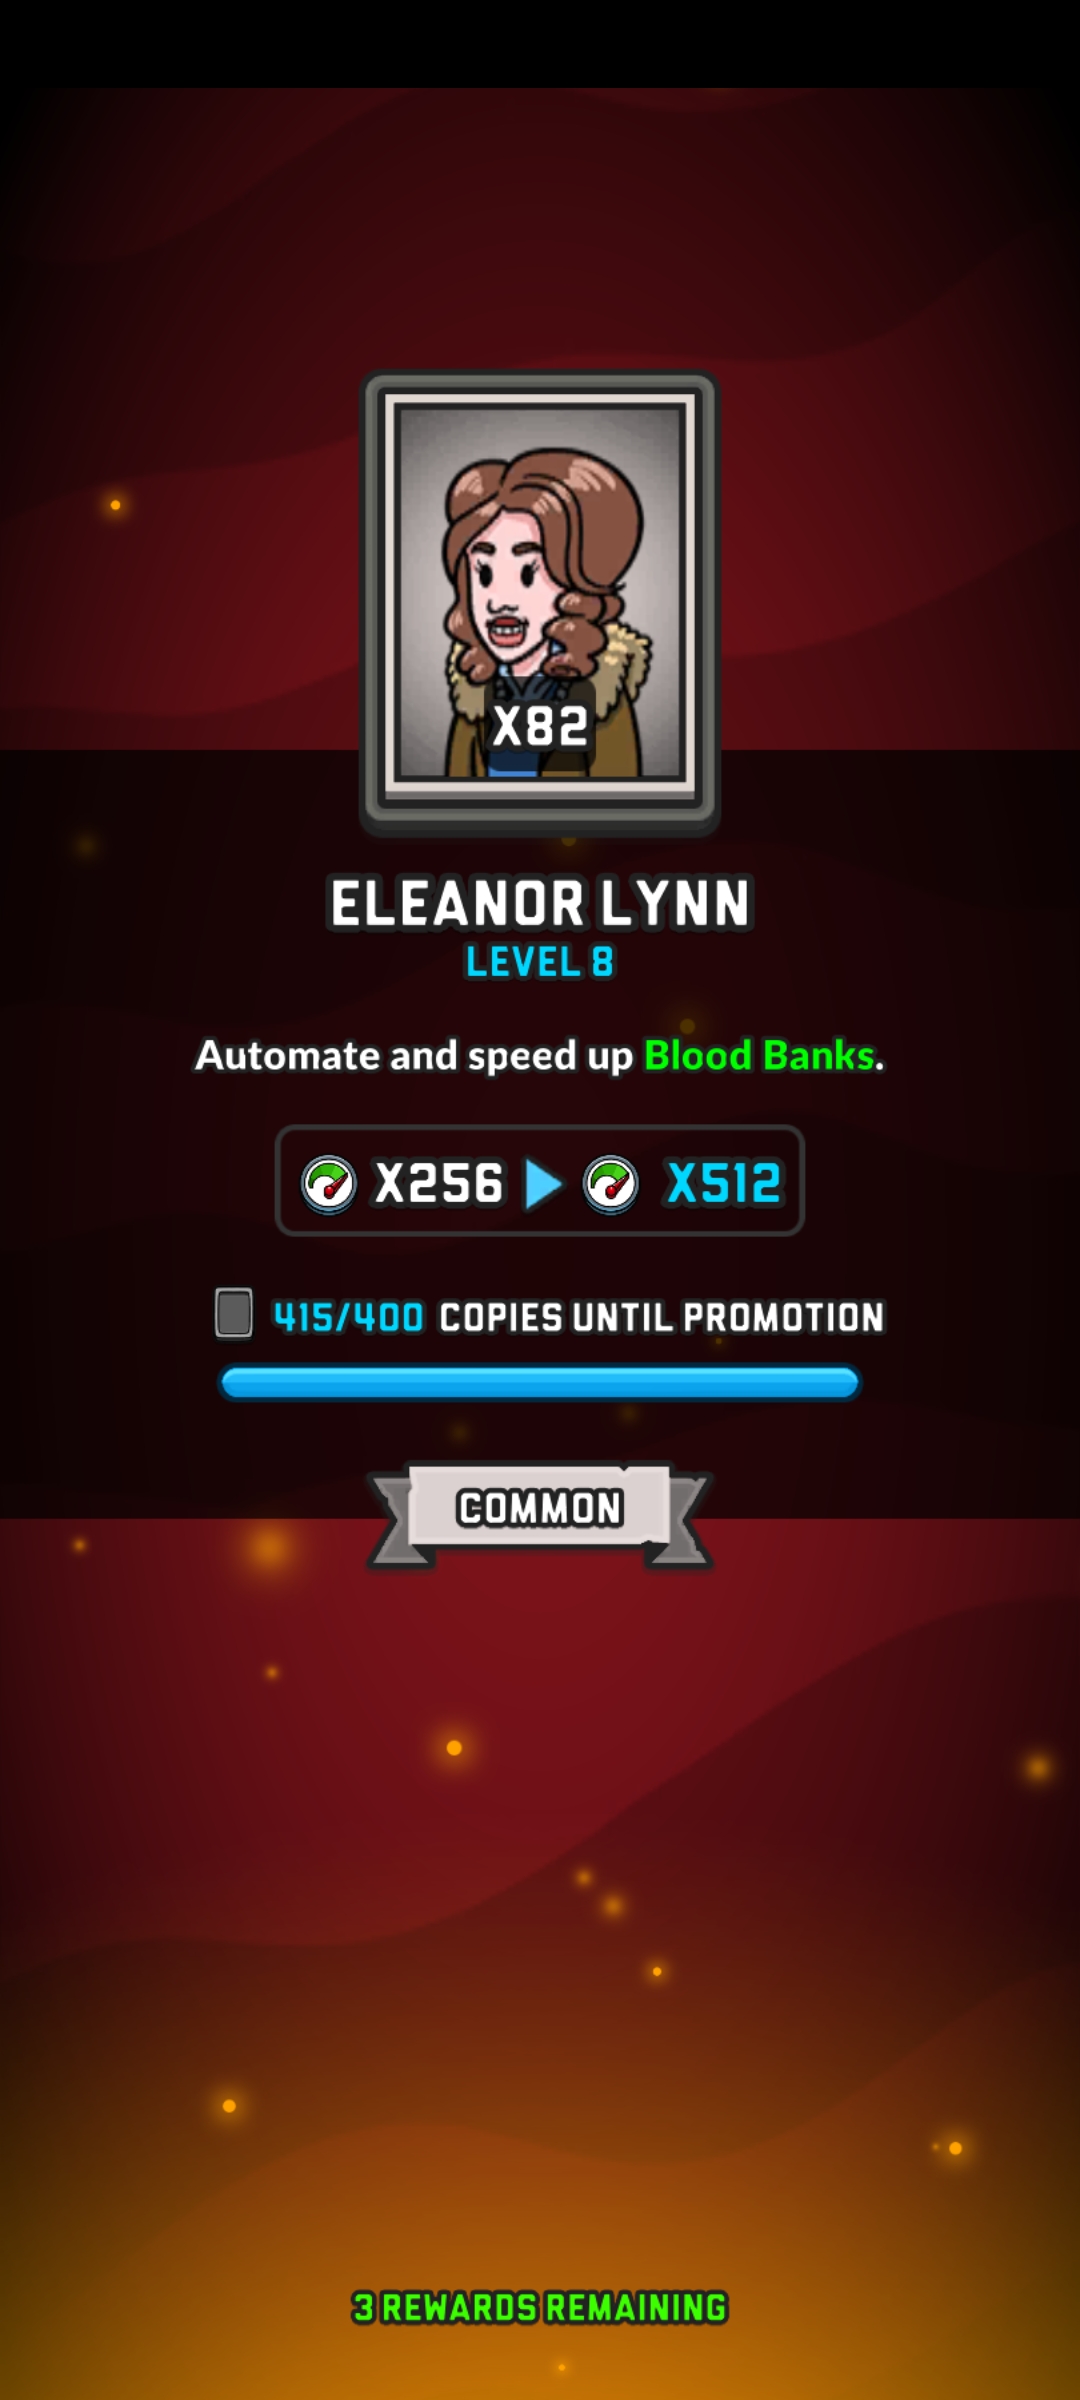 X82
ELEANOR LYNN
LEVEL 8
Automate and speed up Blood Banks.
X256 X512
415/400 COPIES UNTIL PROMOTION
COMMON
3 REWARDS REMAINING